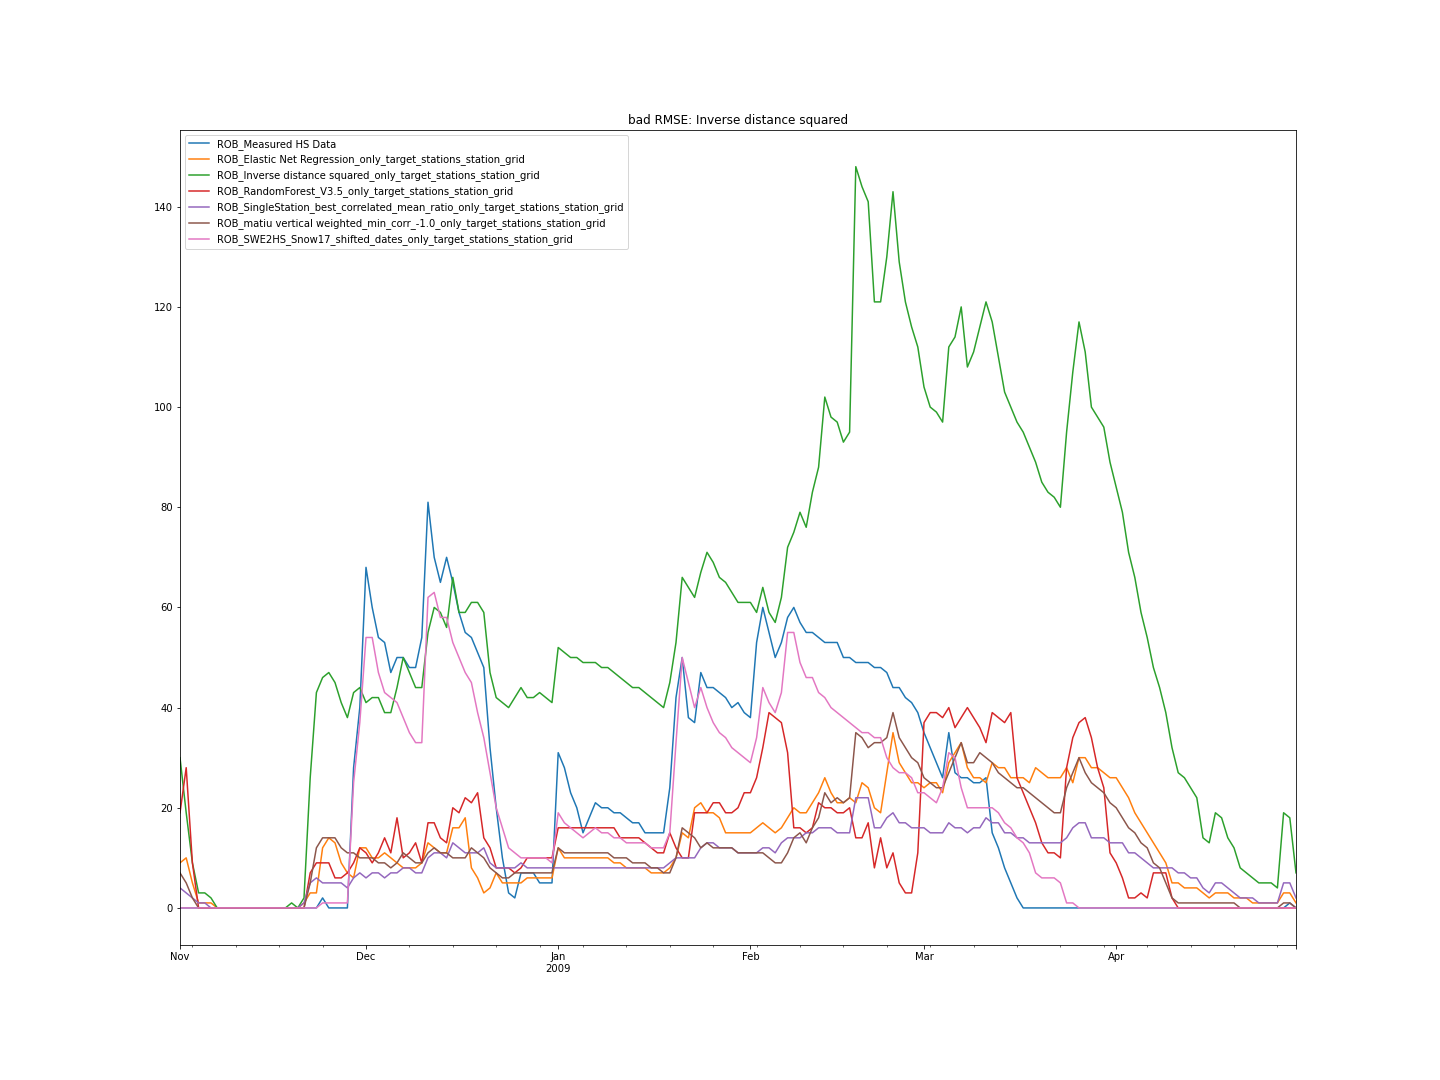 bad RMSE: Inverse distance squared
ROB_Measured HS Data
ROB_Elastic Net Regression_only_target_stations_station_grid
ROB_Inverse distance squared_only_target_stations_station_grid
ROB_RandomForest_V3.5_only_target_stations_station_grid
ROB_SingleStation_best_correlated_mean_ratio_only_target_stations_station_grid
ROB_matiu vertical weighted_min_corr_-1.0_only_target_stations_station_grid
ROB_SWE2HS_Snow17_shifted_dates_only_target_stations_station_grid
140
120
100
80
60
40
20
0
Nov Dec Jan Feb Mar Apr
2009